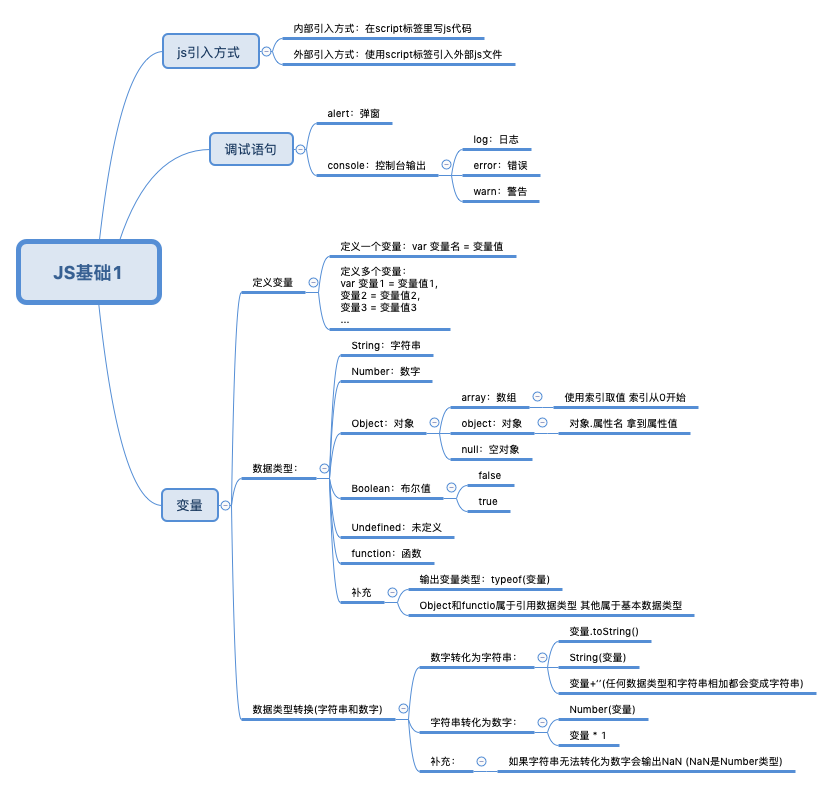 JS基础1
js引入方式
内部引入方式：在script标签里写js代码
外部引入方式：使用script标签引入外部js文件
调试语句
alert：弹窗
console：控制台输出
log：日志
error：错误
warn：警告
变量
定义变量
定义一个变量：var 变量名 = 变量值
定义多个变量：
var 变量1 = 变量值1,
变量2 = 变量值2,
变量3 = 变量值3
...
数据类型：
String：字符串
Number：数字
Object：对象
array：数组
使用索引取值 索引从0开始
object：对象
对象.属性名 拿到属性值
null：空对象
Boolean：布尔值
false
true
Undefined：未定义
function：函数
补充
输出变量类型：typeof(变量)
Object和functio属于引用数据类型 其他属于基本数据类型
数据类型转换(字符串和数字)
数字转化为字符串：
变量.toString()
String(变量)
变量+‘’(任何数据类型和字符串相加都会变成字符串)
字符串转化为数字：
Number(变量)
变量 * 1
补充：
如果字符串无法转化为数字会输出NaN (NaN是Number类型)